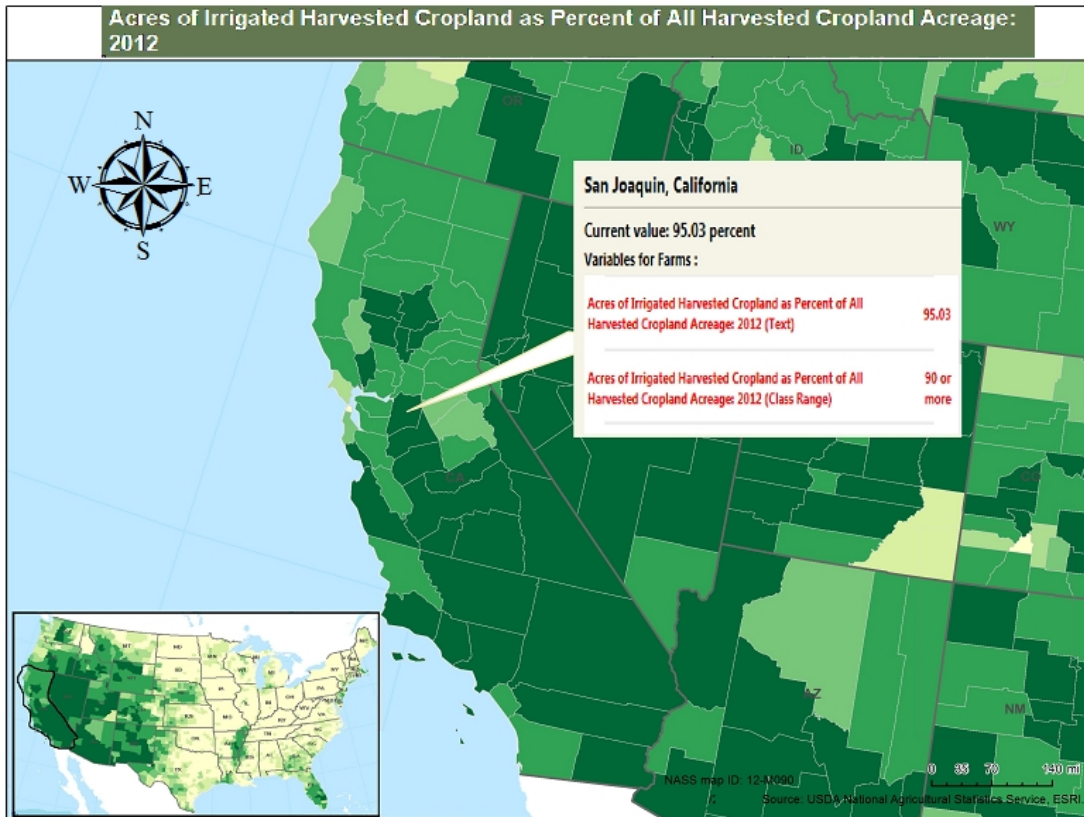 Acres of Irrigated Harvested Cropland as Percent of All Harvested Cropland Acreage:
2012
N
W
E
S
OR
ID
WY
San Joaquin, California
Current value: 95.03 percent
Variables for Farms :
Acres of Irrigated Harvested Cropland as Percent of All
Harvested Cropland Acreage: 2012 (Text)
95.03
Acres of Irrigated Harvested Cropland as Percent of All
Harvested Cropland Acreage: 2012 (Class Range)
90 or
more
CA
CO
AZ
NM
NASS map ID: 12-M090
0 35 70 140 mi
Source: USDA National Agricultural Statistics Service, ESRI.